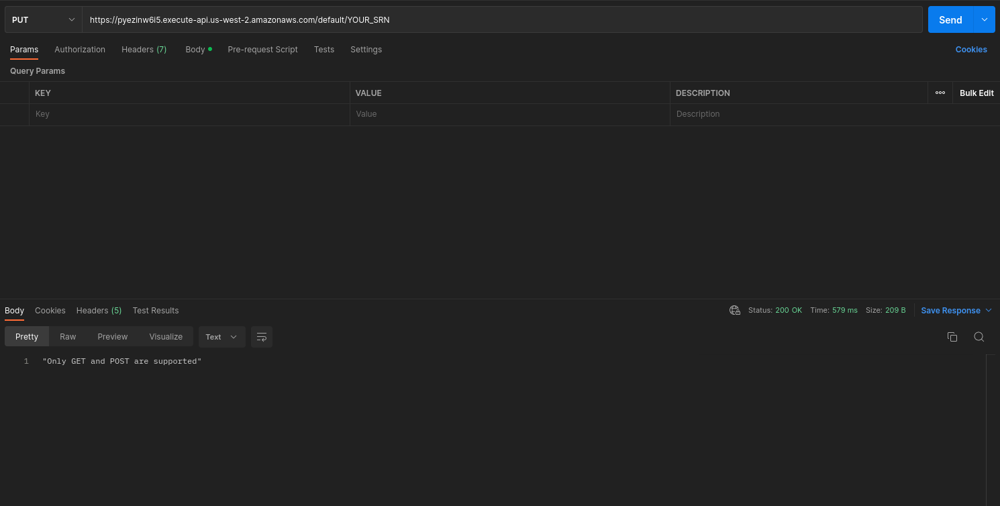 PUT https://pyezinw6i5.execute-api.us-west-2.amazonaws.com/default/YOUR_SRN Send
Params Authorization Headers (7) Body Pre-request Script Tests Settings Cookies
Query Params
KEY VALUE DESCRIPTION Bulk Edit
Key Value Description
Body Cookies Headers (5) Test Results Status: 200 OK Time: 579 ms Size: 209 B Save Response
Pretty Raw Preview Visualize Text
1 "Only GET and POST are supported"